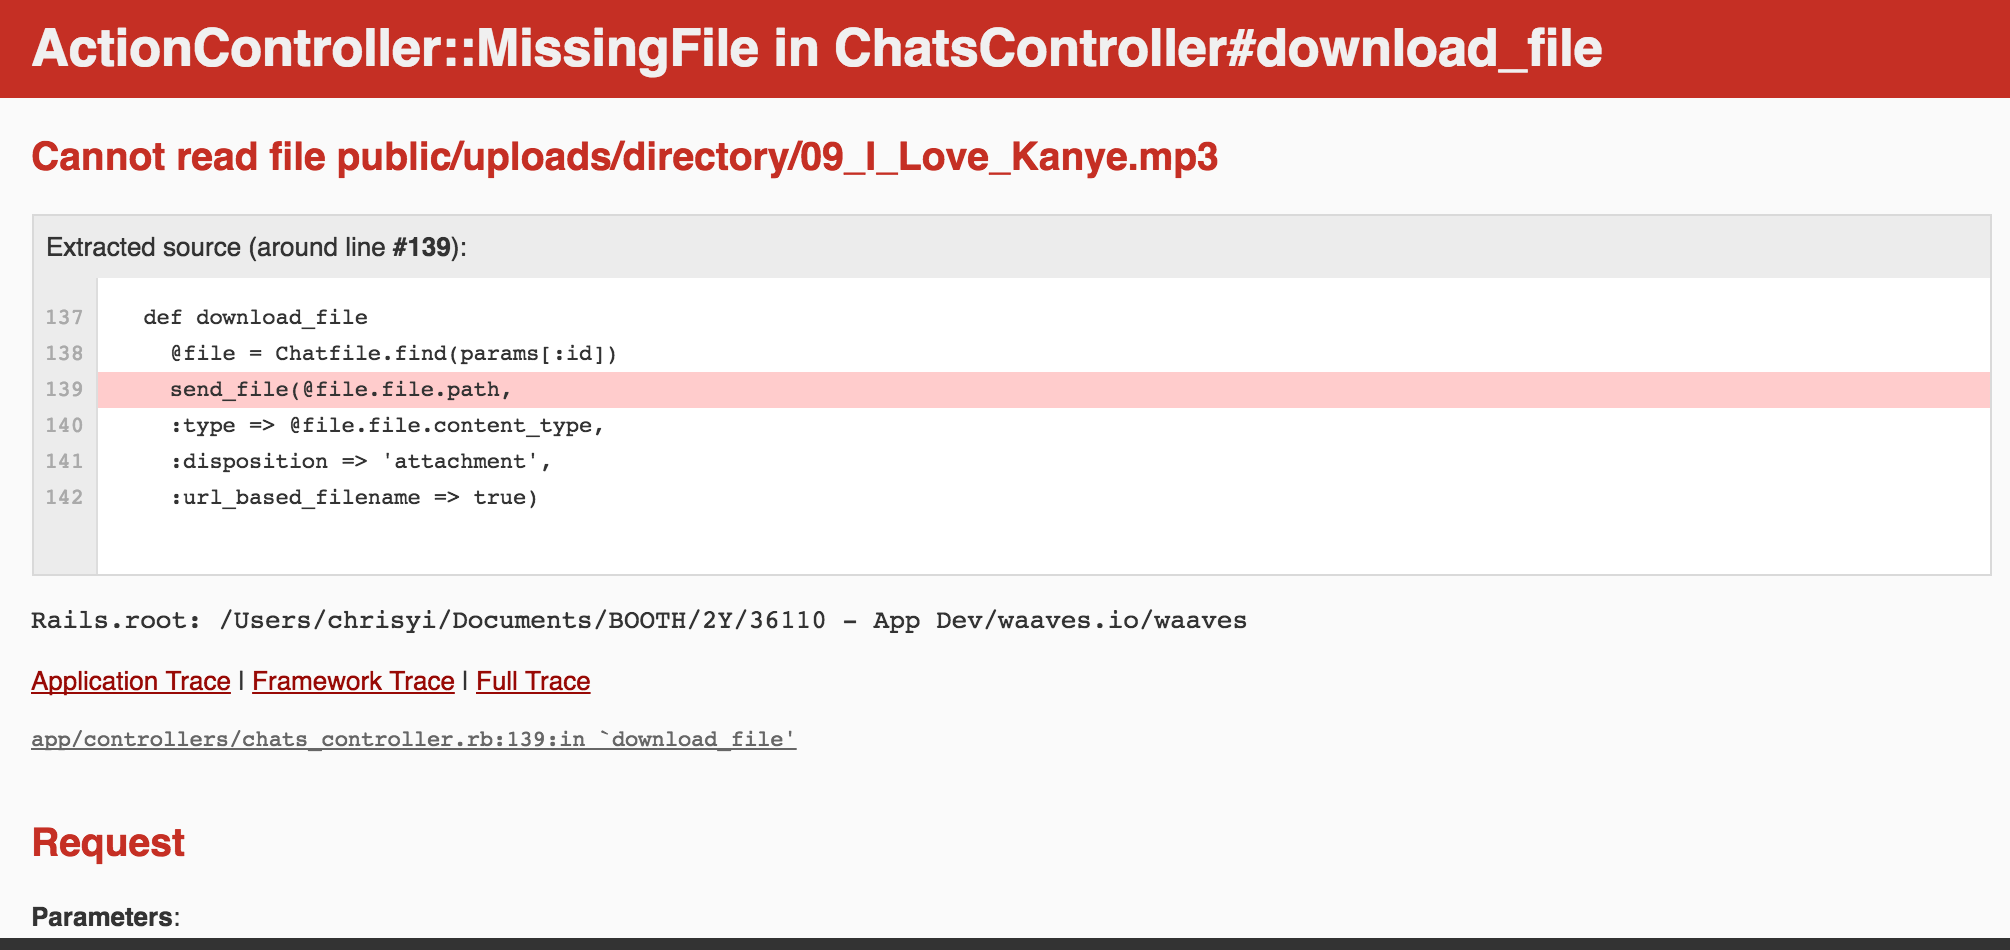 ActionController::MissingFile in ChatsController#download_file
Cannot read file public/uploads/directory/09_I_Love_Kanye.mp3
Extracted source (around line #139):
137 def download_file
138 @file = Chatfile.find(params[:id])
139 send_file(@file.file.path,
140 :type => @file.file.content_type,
141 :disposition => 'attachment',
142 :url_based_filename => true)
Rails.root: /Users/chrisyi/Documents/BOOTH/2Y/36110 - App Dev/waaves.io/waaves
Application Trace | Framework Trace | Full Trace
app/controllers/chats_controller.rb:139:in `download_file'
Request
Parameters: